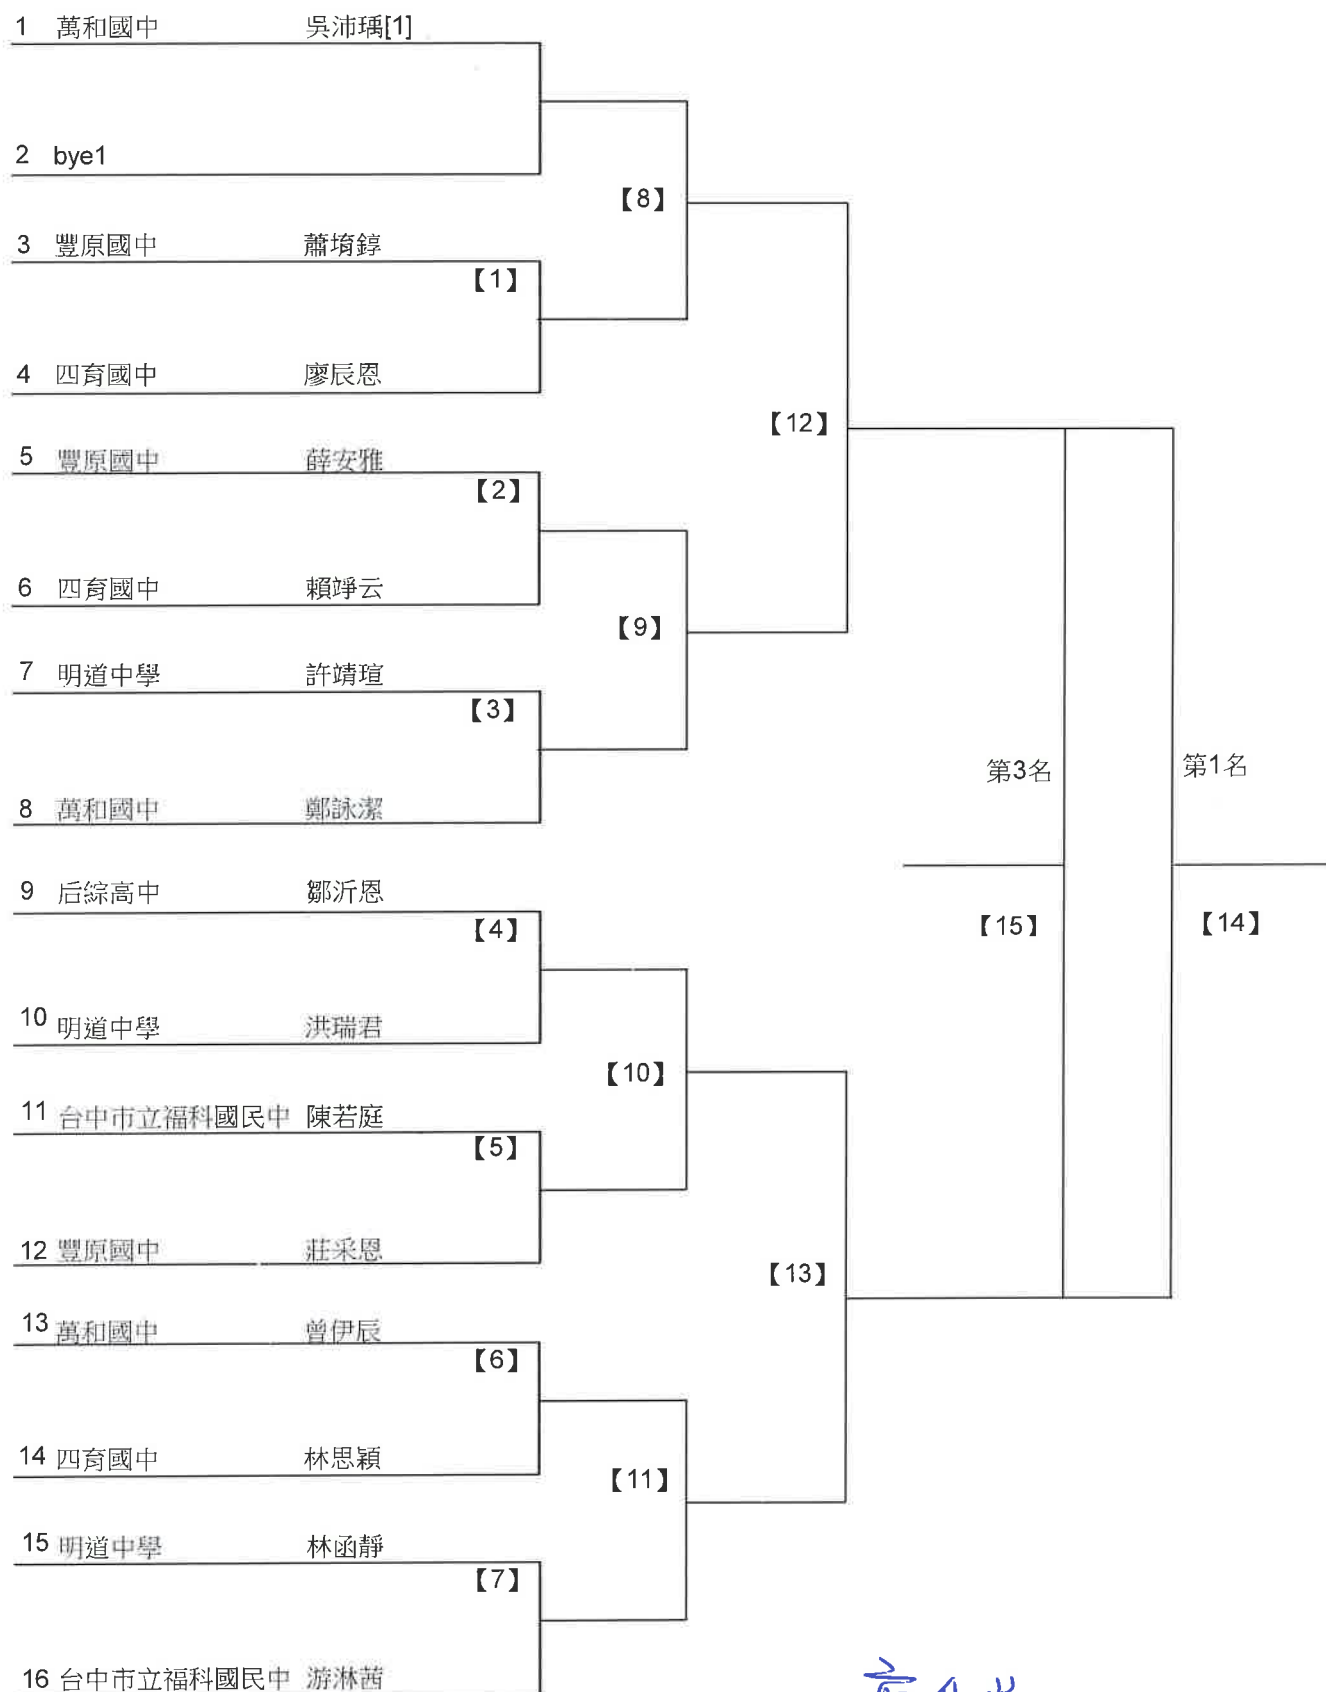 1 萬和國中 吳沛瑀[1]
2 bye1
【8】
3 豐原國中 蕭堉錞
【1】
4 四育國中 廖辰恩
【12】
5 豐原國中 薛安雅
【2】
6 四育國中 賴竫云
【9】
7 明道中學 許靖瑄
【3】
第3名 第1名
8 萬和國中 鄭詠潔
9 后綜高中 鄒沂恩
【4】
【15】 【14】
10 明道中學 洪瑞君
【10】
11 台中市立福科國民中 陳若庭
【5】
12 豐原國中 莊采恩
【13】
13 萬和國中 曾伊辰
【6】
14 四育國中 林思穎
【11】
15 明道中學 林函靜
【7】
16 台中市立福科國民中 游淋茜